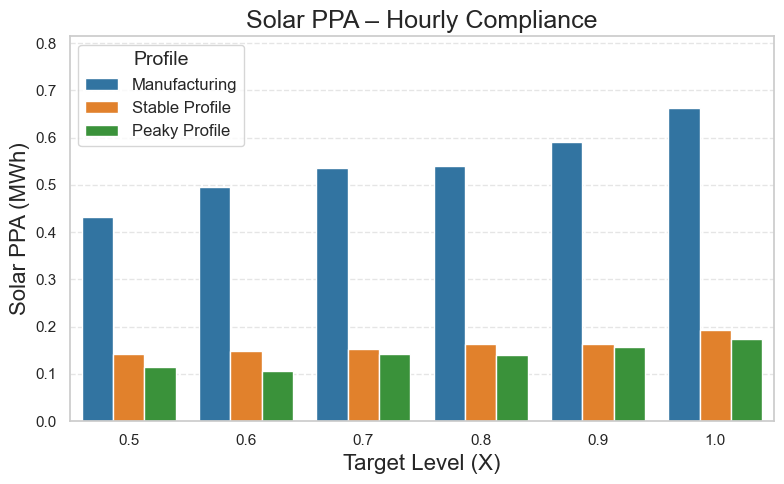 Solar PPA – Hourly Compliance
Profile
Manufacturing
Stable Profile
Peaky Profile
Solar PPA (MWh)
0.8
0.7
0.6
0.5
0.4
0.3
0.2
0.1
0.0
0.5 0.6 0.7 0.8 0.9 1.0
Target Level (X)